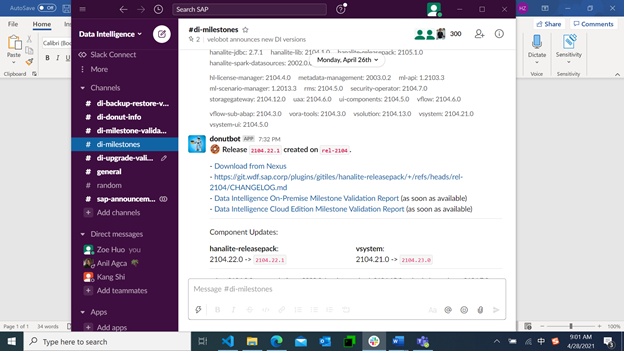 AutoSave Off
HZ
File
Home
Share
Comments
Paste
Calibri (Boc
B I
Clipboard
Dictate
Sensitivity
Voice
Sensitivity
Search SAP
Data Intelligence
Slack Connect
More
Channels
# di-backup-restore-v...
# di-donut-info
# di-milestone-valida...
# di-milestones
# di-upgrade-vali...
# general
# random
# sap-announcem...
Add channels
Direct messages
Zoe Huo you
Anil Agca
Kang Shi
Add teammates
Apps
Add apps
#di-milestones
2 velobot announces new DI versions
300
hanalite-jdbc: 2.7.1 hanalite-lib: 2104.1.0 hanalite-releasepack: 2105.1.0
hanalite-spark-datasources: 2002.0.
Monday, April 26th
hl-license-manager: 2104.4.0 metadata-management: 2003.0.2 ml-api: 1.2103.3
ml-scenario-manager: 1.2013.3 rms: 2104.5.0 security-operator: 2104.7.0
storagegateway: 2104.12.0 uaa: 2104.6.0 ui-components: 2104.5.0 vflow: 2104.6.0
vflow-sub-abap: 2104.3.0 vora-tools: 2104.3.0 vsolution: 2104.13.0 vsystem: 2104.21.0
vsystem-ui: 2104.5.0
donutbot APP 7:32 PM
Release 2104.22.1 created on rel-2104 .
- Download from Nexus
- https://git.wdf.sap.corp/plugins/gitiles/hanalite-releasepack/+/refs/heads/rel-
2104/CHANGELOG.md
- Data Intelligence On-Premise Milestone Validation Report (as soon as available)
- Data Intelligence Cloud Edition Milestone Validation Report (as soon as available)
Component Updates:
hanalite-releasepack:
2104.22.0 -> 2104.22.1
vsystem:
2104.21.0 -> 2104.23.0
Message #di-milestones
Page 1 of 1 34 words
100%
Type here to search
9:01 AM
4/28/2021